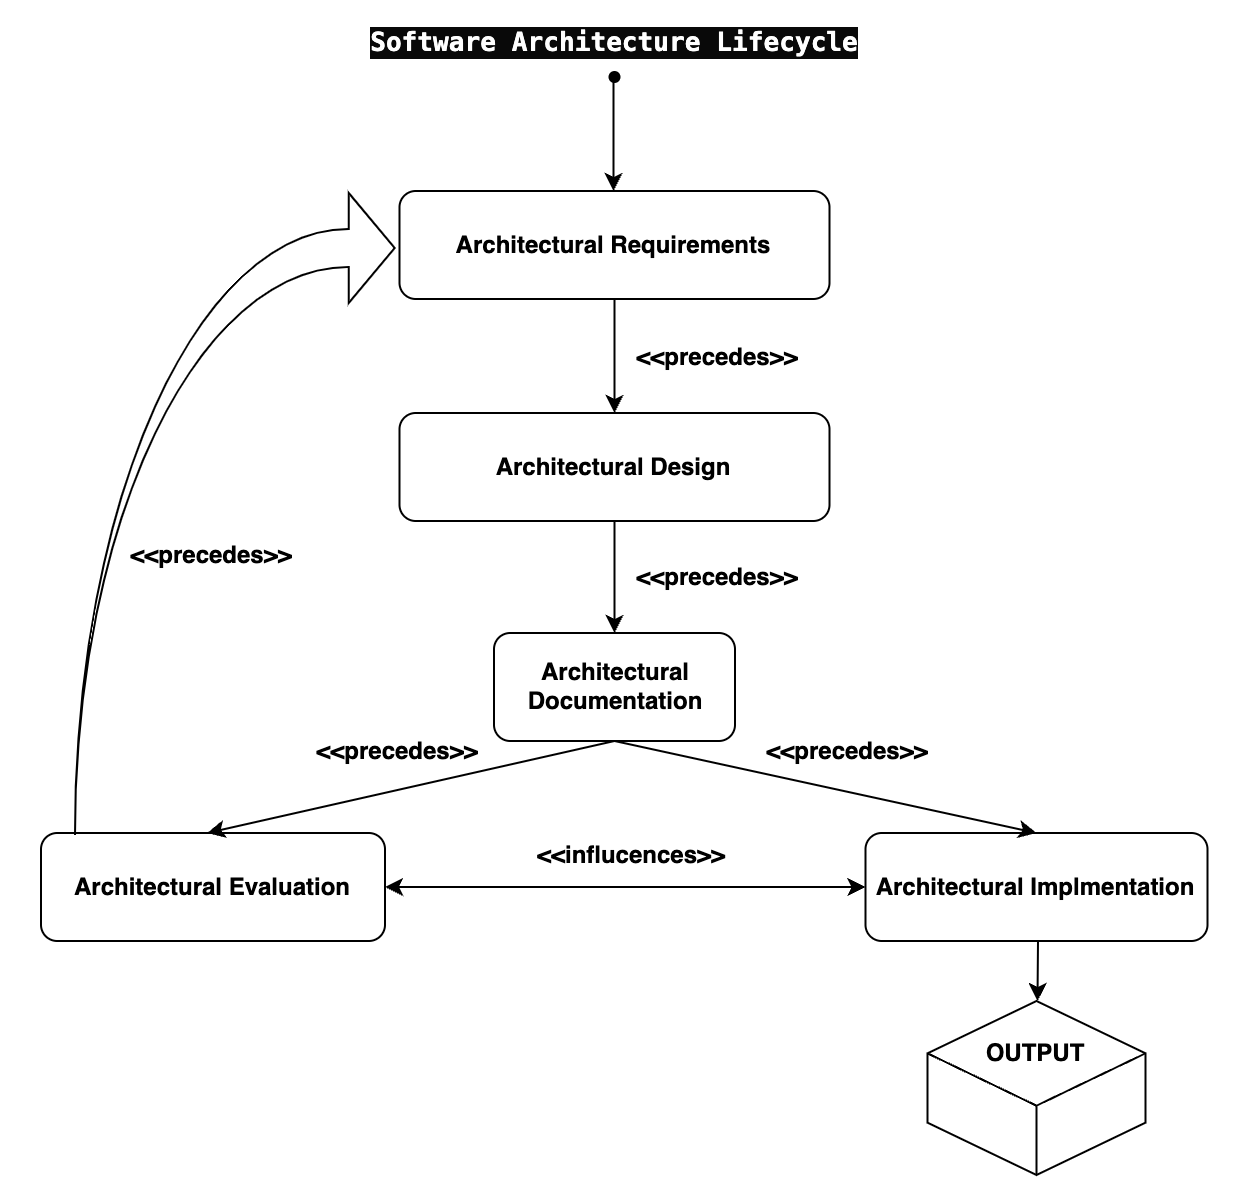 Software Architecture Lifecycle
Architectural Requirements
<<precedes>>
Architectural Design
<<precedes>>
<<precedes>>
Architectural
Documentation
<<precedes>>
<<precedes>>
<<influcences>>
Architectural Evaluation
Architectural Implmentation
OUTPUT